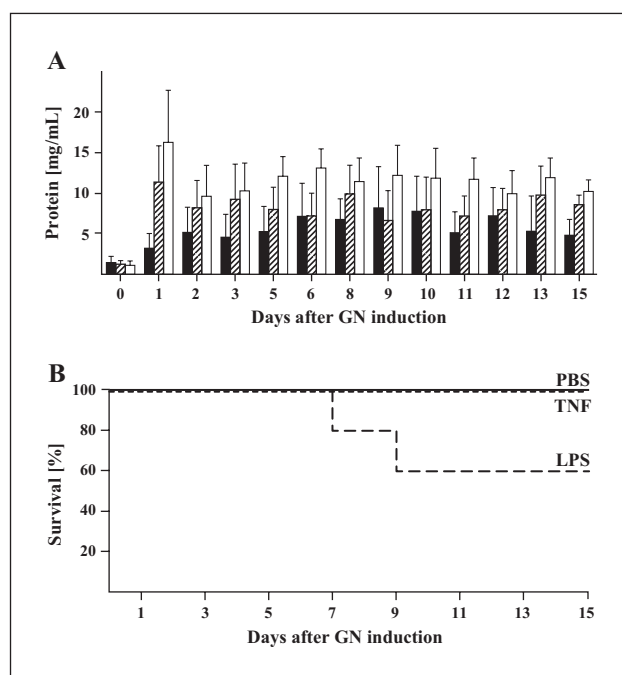 A
Protein [mg/mL]
20
15
10
5
0 1 2 3 5 6 8 9 10 11 12 13 15
Days after GN induction
B
Survival [%]
100
80
60
40
20
PBS
TNF
LPS
1 3 5 7 9 11 13 15
Days after GN induction